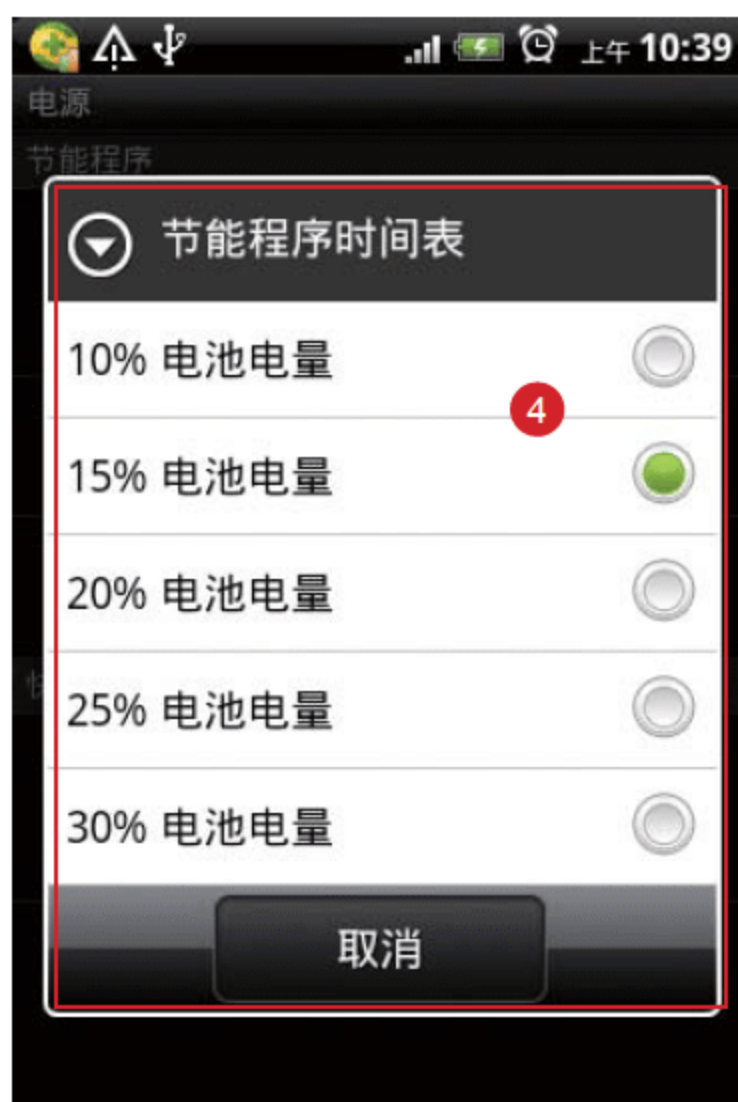 上午 10:39
电源
节能程序
节能程序时间表
10% 电池电量
4
15% 电池电量
20% 电池电量
25% 电池电量
30% 电池电量
取消